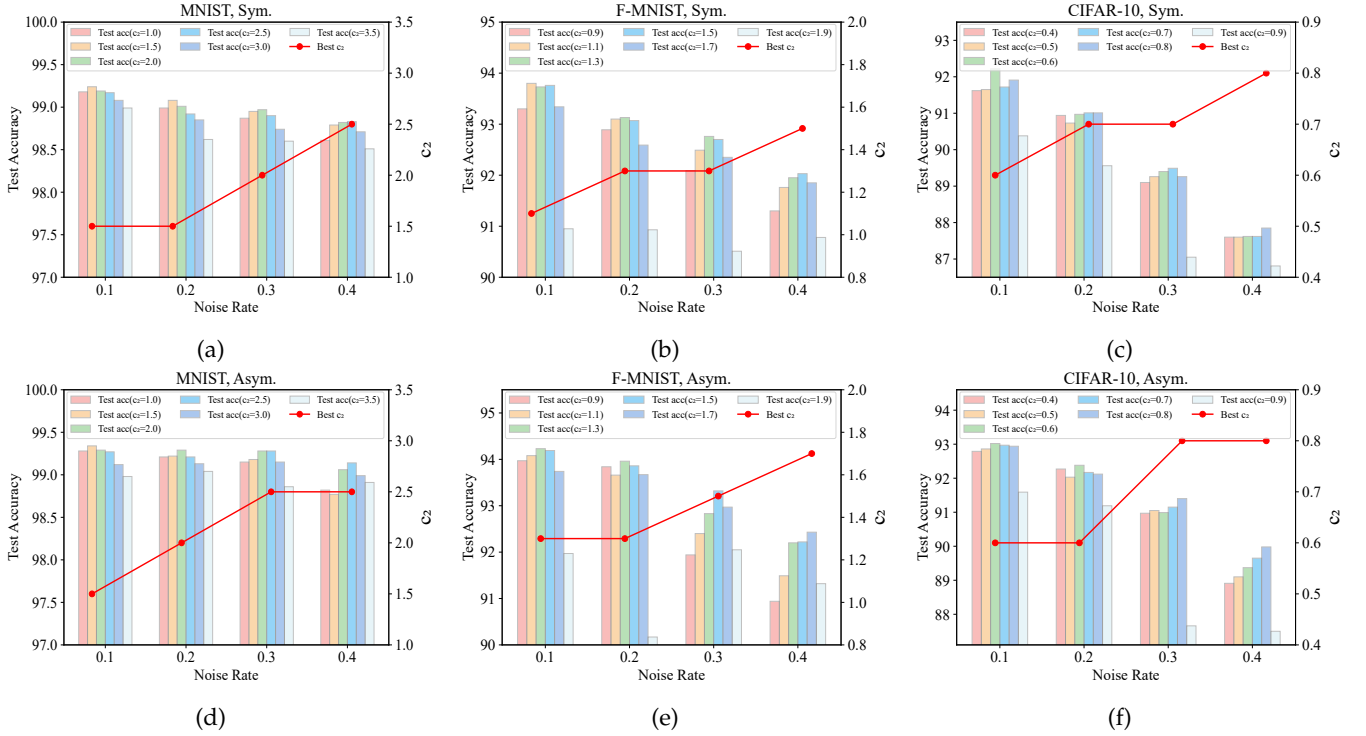 MNIST, Sym.
Test acc(c₂=1.0) Test acc(c₂=2.5) Test acc(c₂=3.5)
Test acc(c₂=1.5) Test acc(c₂=3.0) Best c₂
Test acc(c₂=2.0)
100.0 99.5 99.0 98.5 98.0 97.5 97.0
Test Accuracy
3.5 3.0 2.5 2.0 1.5 1.0
c₂
0.1 0.2 0.3 0.4
Noise Rate
(a)
F-MNIST, Sym.
Test acc(c₂=0.9) Test acc(c₂=1.5) Test acc(c₂=1.9)
Test acc(c₂=1.1) Test acc(c₂=1.7) Best c₂
Test acc(c₂=1.3)
95 94 93 92 91 90
Test Accuracy
2.0 1.8 1.6 1.4 1.2 1.0 0.8
c₂
0.1 0.2 0.3 0.4
Noise Rate
(b)
CIFAR-10, Sym.
Test acc(c₂=0.4) Test acc(c₂=0.7) Test acc(c₂=0.9)
Test acc(c₂=0.5) Test acc(c₂=0.8) Best c₂
Test acc(c₂=0.6)
93 92 91 90 89 88 87
Test Accuracy
0.9 0.8 0.7 0.6 0.5 0.4
c₂
0.1 0.2 0.3 0.4
Noise Rate
(c)
MNIST, Asym.
Test acc(c₂=1.0) Test acc(c₂=2.5) Test acc(c₂=3.5)
Test acc(c₂=1.5) Test acc(c₂=3.0) Best c₂
Test acc(c₂=2.0)
100.0 99.5 99.0 98.5 98.0 97.5 97.0
Test Accuracy
3.5 3.0 2.5 2.0 1.5 1.0
c₂
0.1 0.2 0.3 0.4
Noise Rate
(d)
F-MNIST, Asym.
Test acc(c₂=0.9) Test acc(c₂=1.5) Test acc(c₂=1.9)
Test acc(c₂=1.1) Test acc(c₂=1.7) Best c₂
Test acc(c₂=1.3)
95 94 93 92 91 90
Test Accuracy
2.0 1.8 1.6 1.4 1.2 1.0 0.8
c₂
0.1 0.2 0.3 0.4
Noise Rate
(e)
CIFAR-10, Asym.
Test acc(c₂=0.4) Test acc(c₂=0.7) Test acc(c₂=0.9)
Test acc(c₂=0.5) Test acc(c₂=0.8) Best c₂
Test acc(c₂=0.6)
94 93 92 91 90 89 88
Test Accuracy
0.9 0.8 0.7 0.6 0.5 0.4
c₂
0.1 0.2 0.3 0.4
Noise Rate
(f)